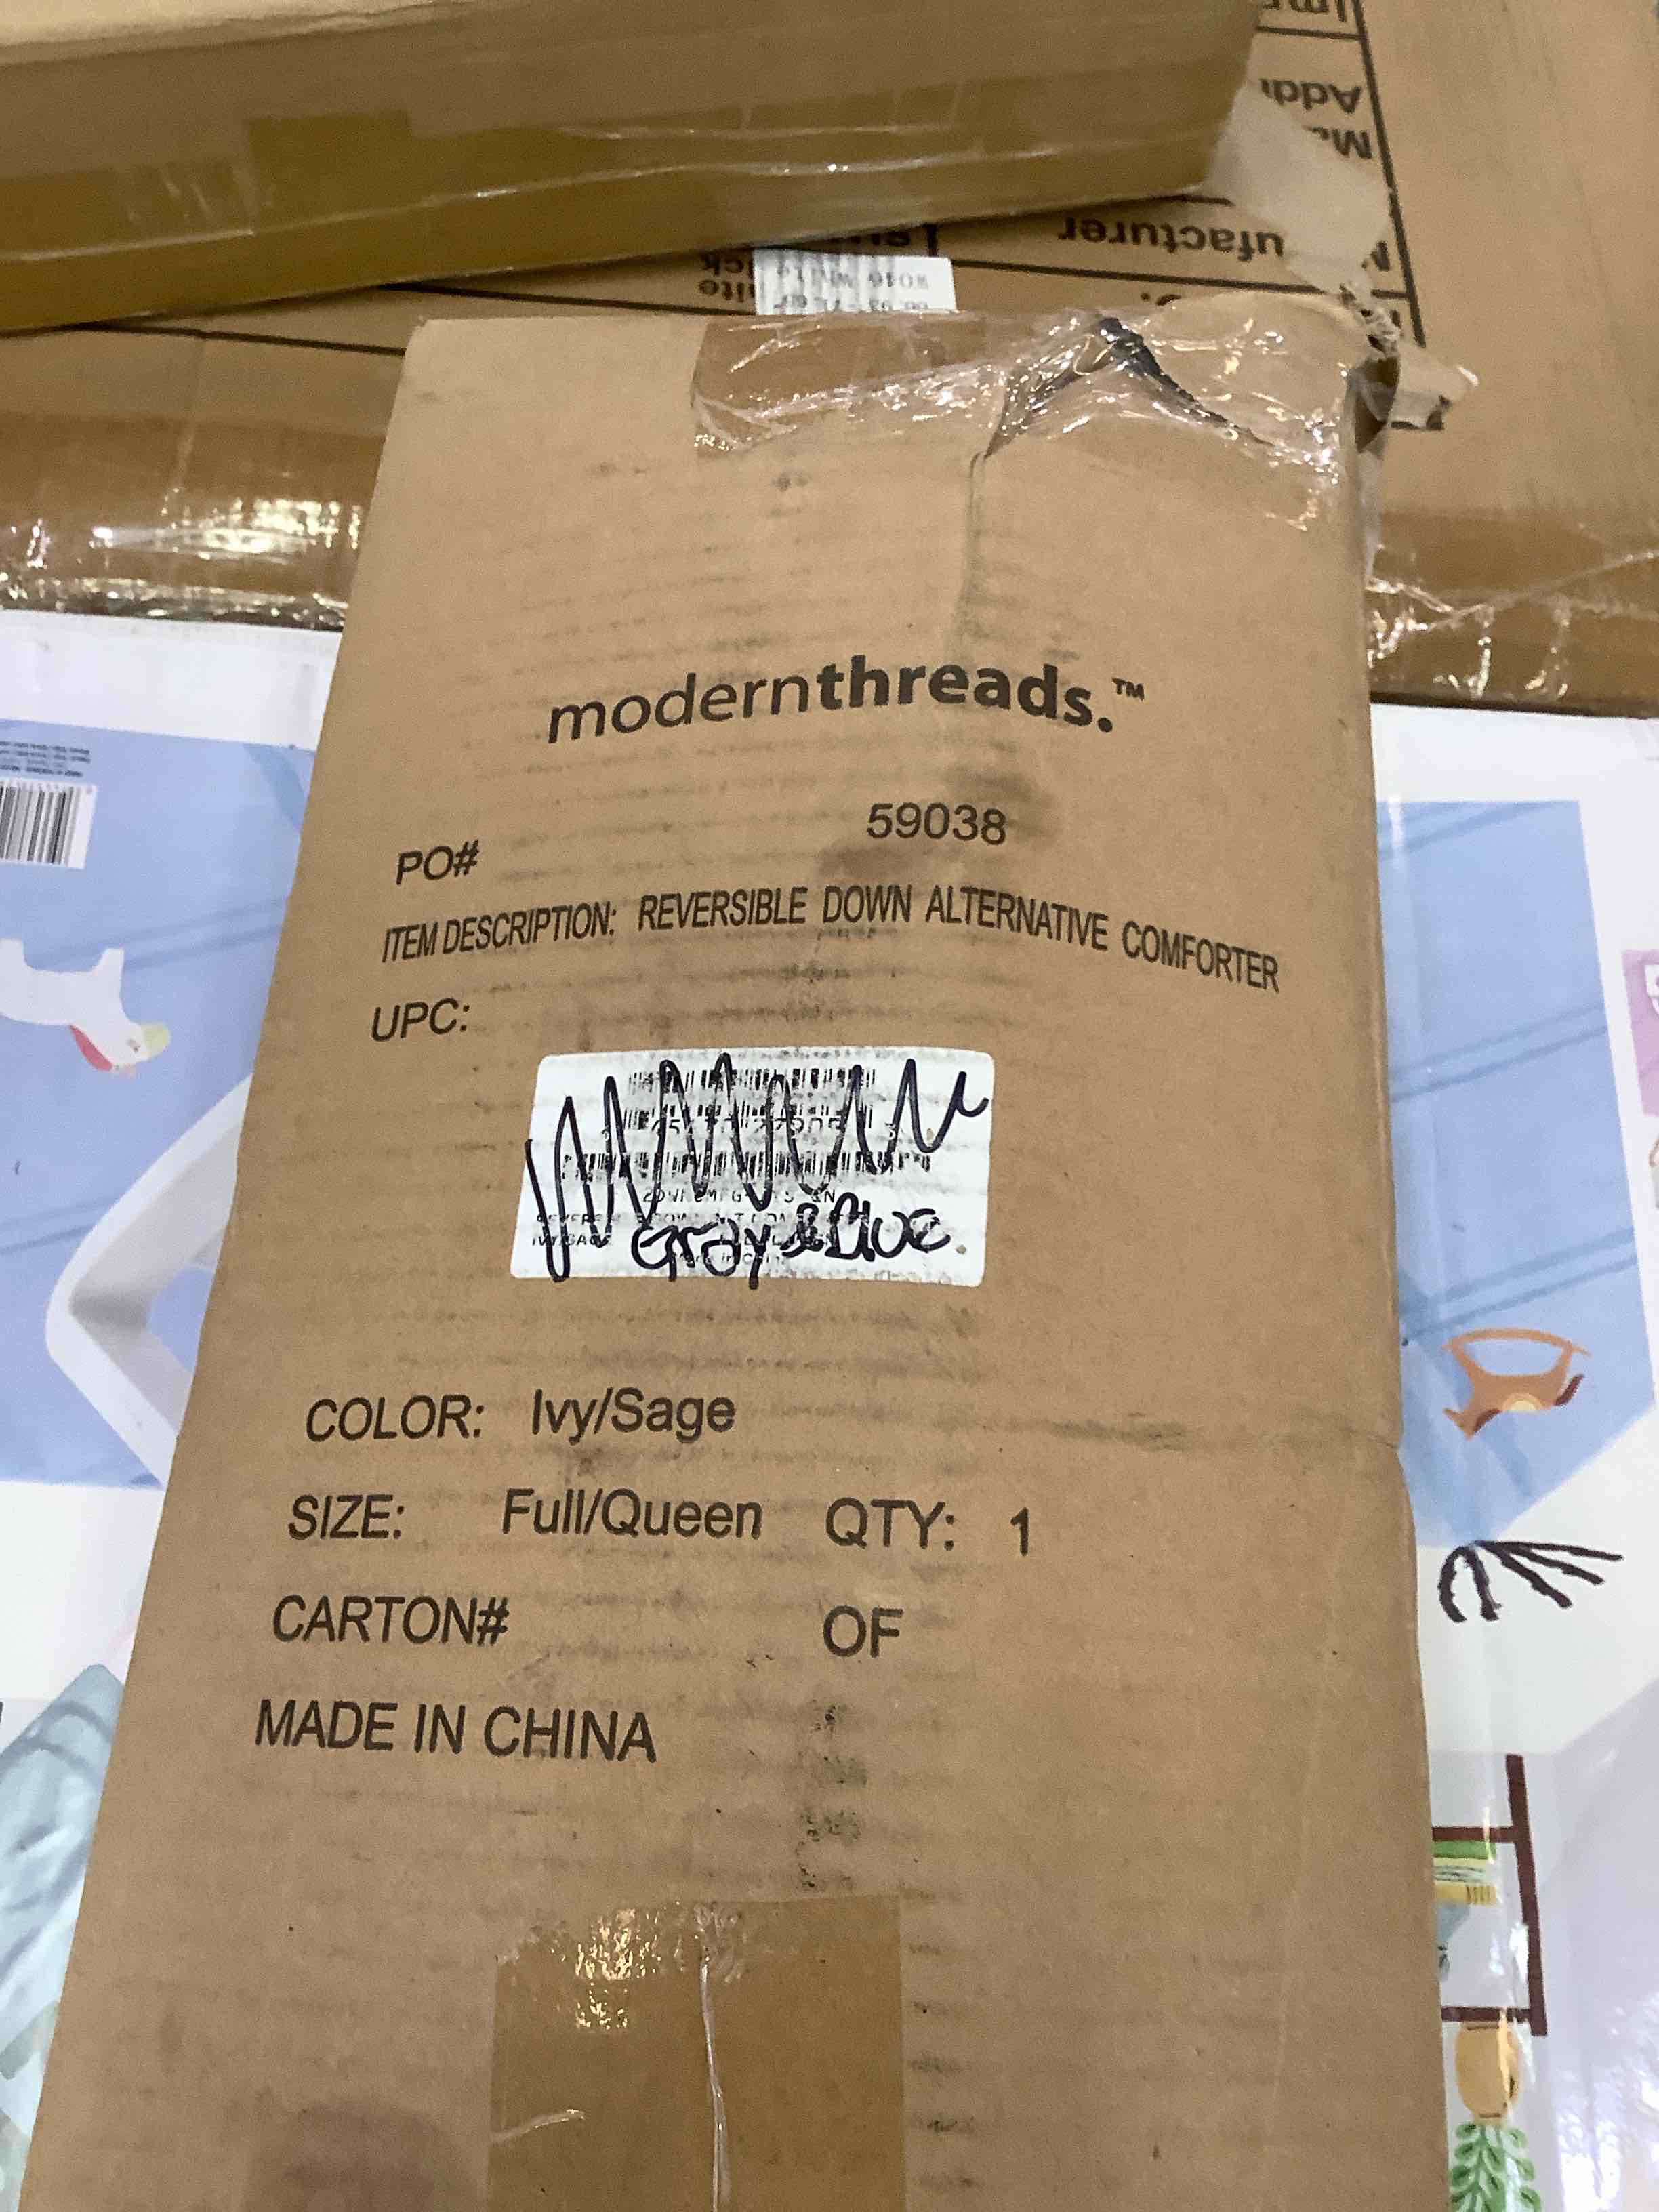 ufacturer
modernthreads.™
PO# 59038
ITEM DESCRIPTION: REVERSIBLE DOWN ALTERNATIVE COMFORTER
UPC:
Gray & Blue
COLOR: Ivy/Sage
SIZE: Full/Queen QTY: 1
CARTON# OF
MADE IN CHINA